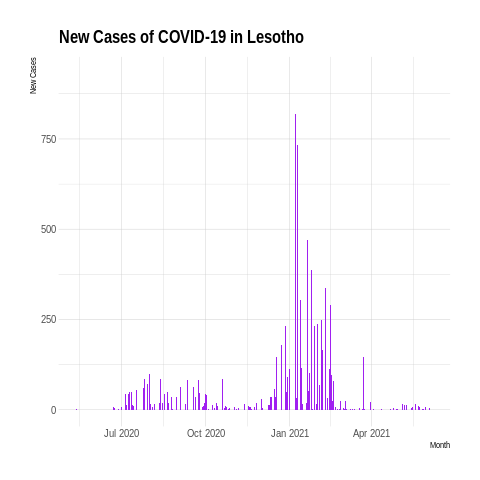 New Cases of COVID-19 in Lesotho
New Cases
750
500
250
0
Jul 2020 Oct 2020 Jan 2021 Apr 2021
Month